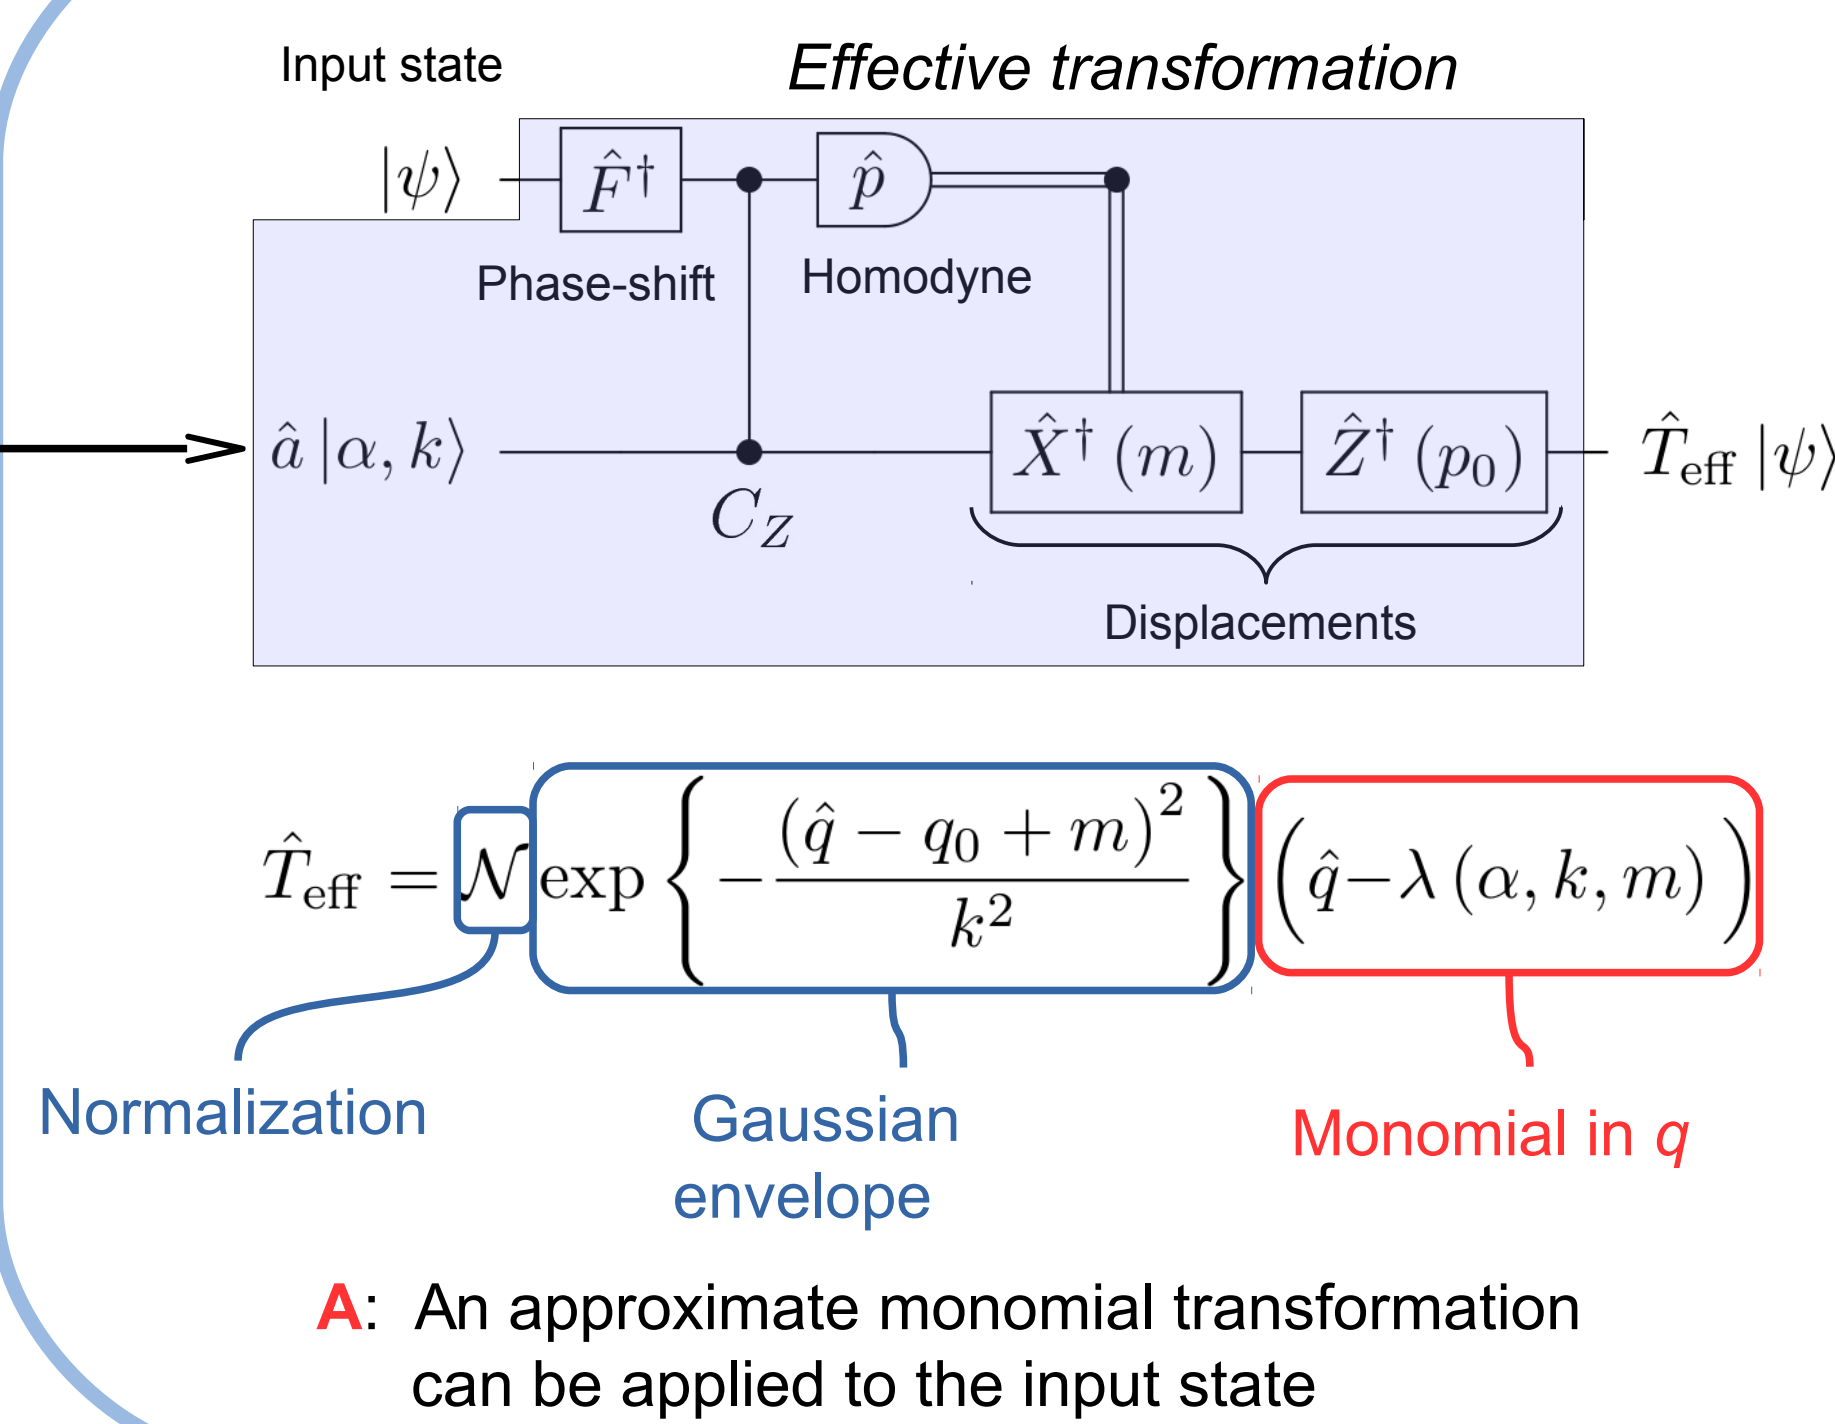 Input state
Effective transformation
|ψ⟩ F̂† p̂
Phase-shift Homodyne
â |α, k⟩ X̂† (m) Ẑ† (p₀) T̂eff |ψ⟩
C_Z
Displacements
T̂eff = 𝒩 exp { − (q̂ − q₀ + m)² / k² } ( q̂ − λ (α, k, m) )
Normalization
Gaussian
envelope
Monomial in q
A: An approximate monomial transformation
can be applied to the input state